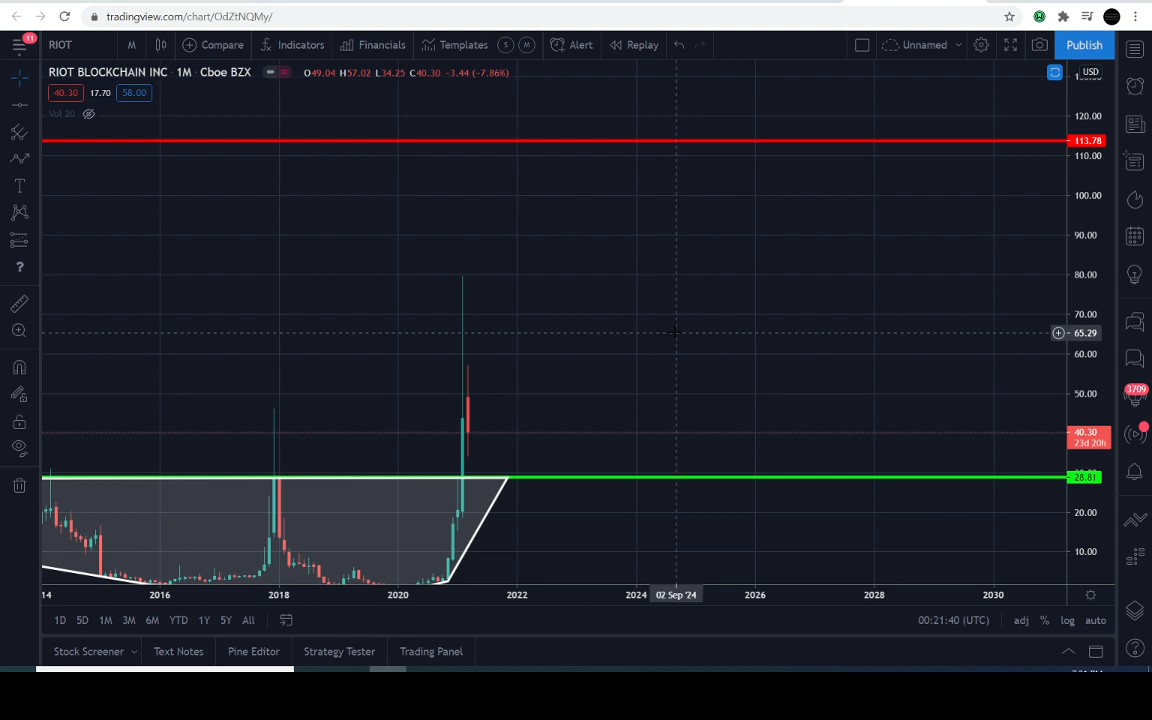 tradingview.com/chart/OdZtNQMy/
11
RIOT M Compare Indicators Financials Templates S M Alert Replay Unnamed Publish
RIOT BLOCKCHAIN INC · 1M · Cboe BZX O49.04 H57.02 L34.25 C40.30 −3.44 (−7.86%)
USD
40.30 17.70 58.00
Vol 20
120.00
113.78
110.00
100.00
90.00
80.00
70.00
65.29
60.00
50.00
3709
40.30
23d 20h
28.81
20.00
10.00
14 2016 2018 2020 2022 2024 02 Sep '24 2026 2028 2030
1D 5D 1M 3M 6M YTD 1Y 5Y All 00:21:40 (UTC) adj % log auto
Stock Screener Text Notes Pine Editor Strategy Tester Trading Panel